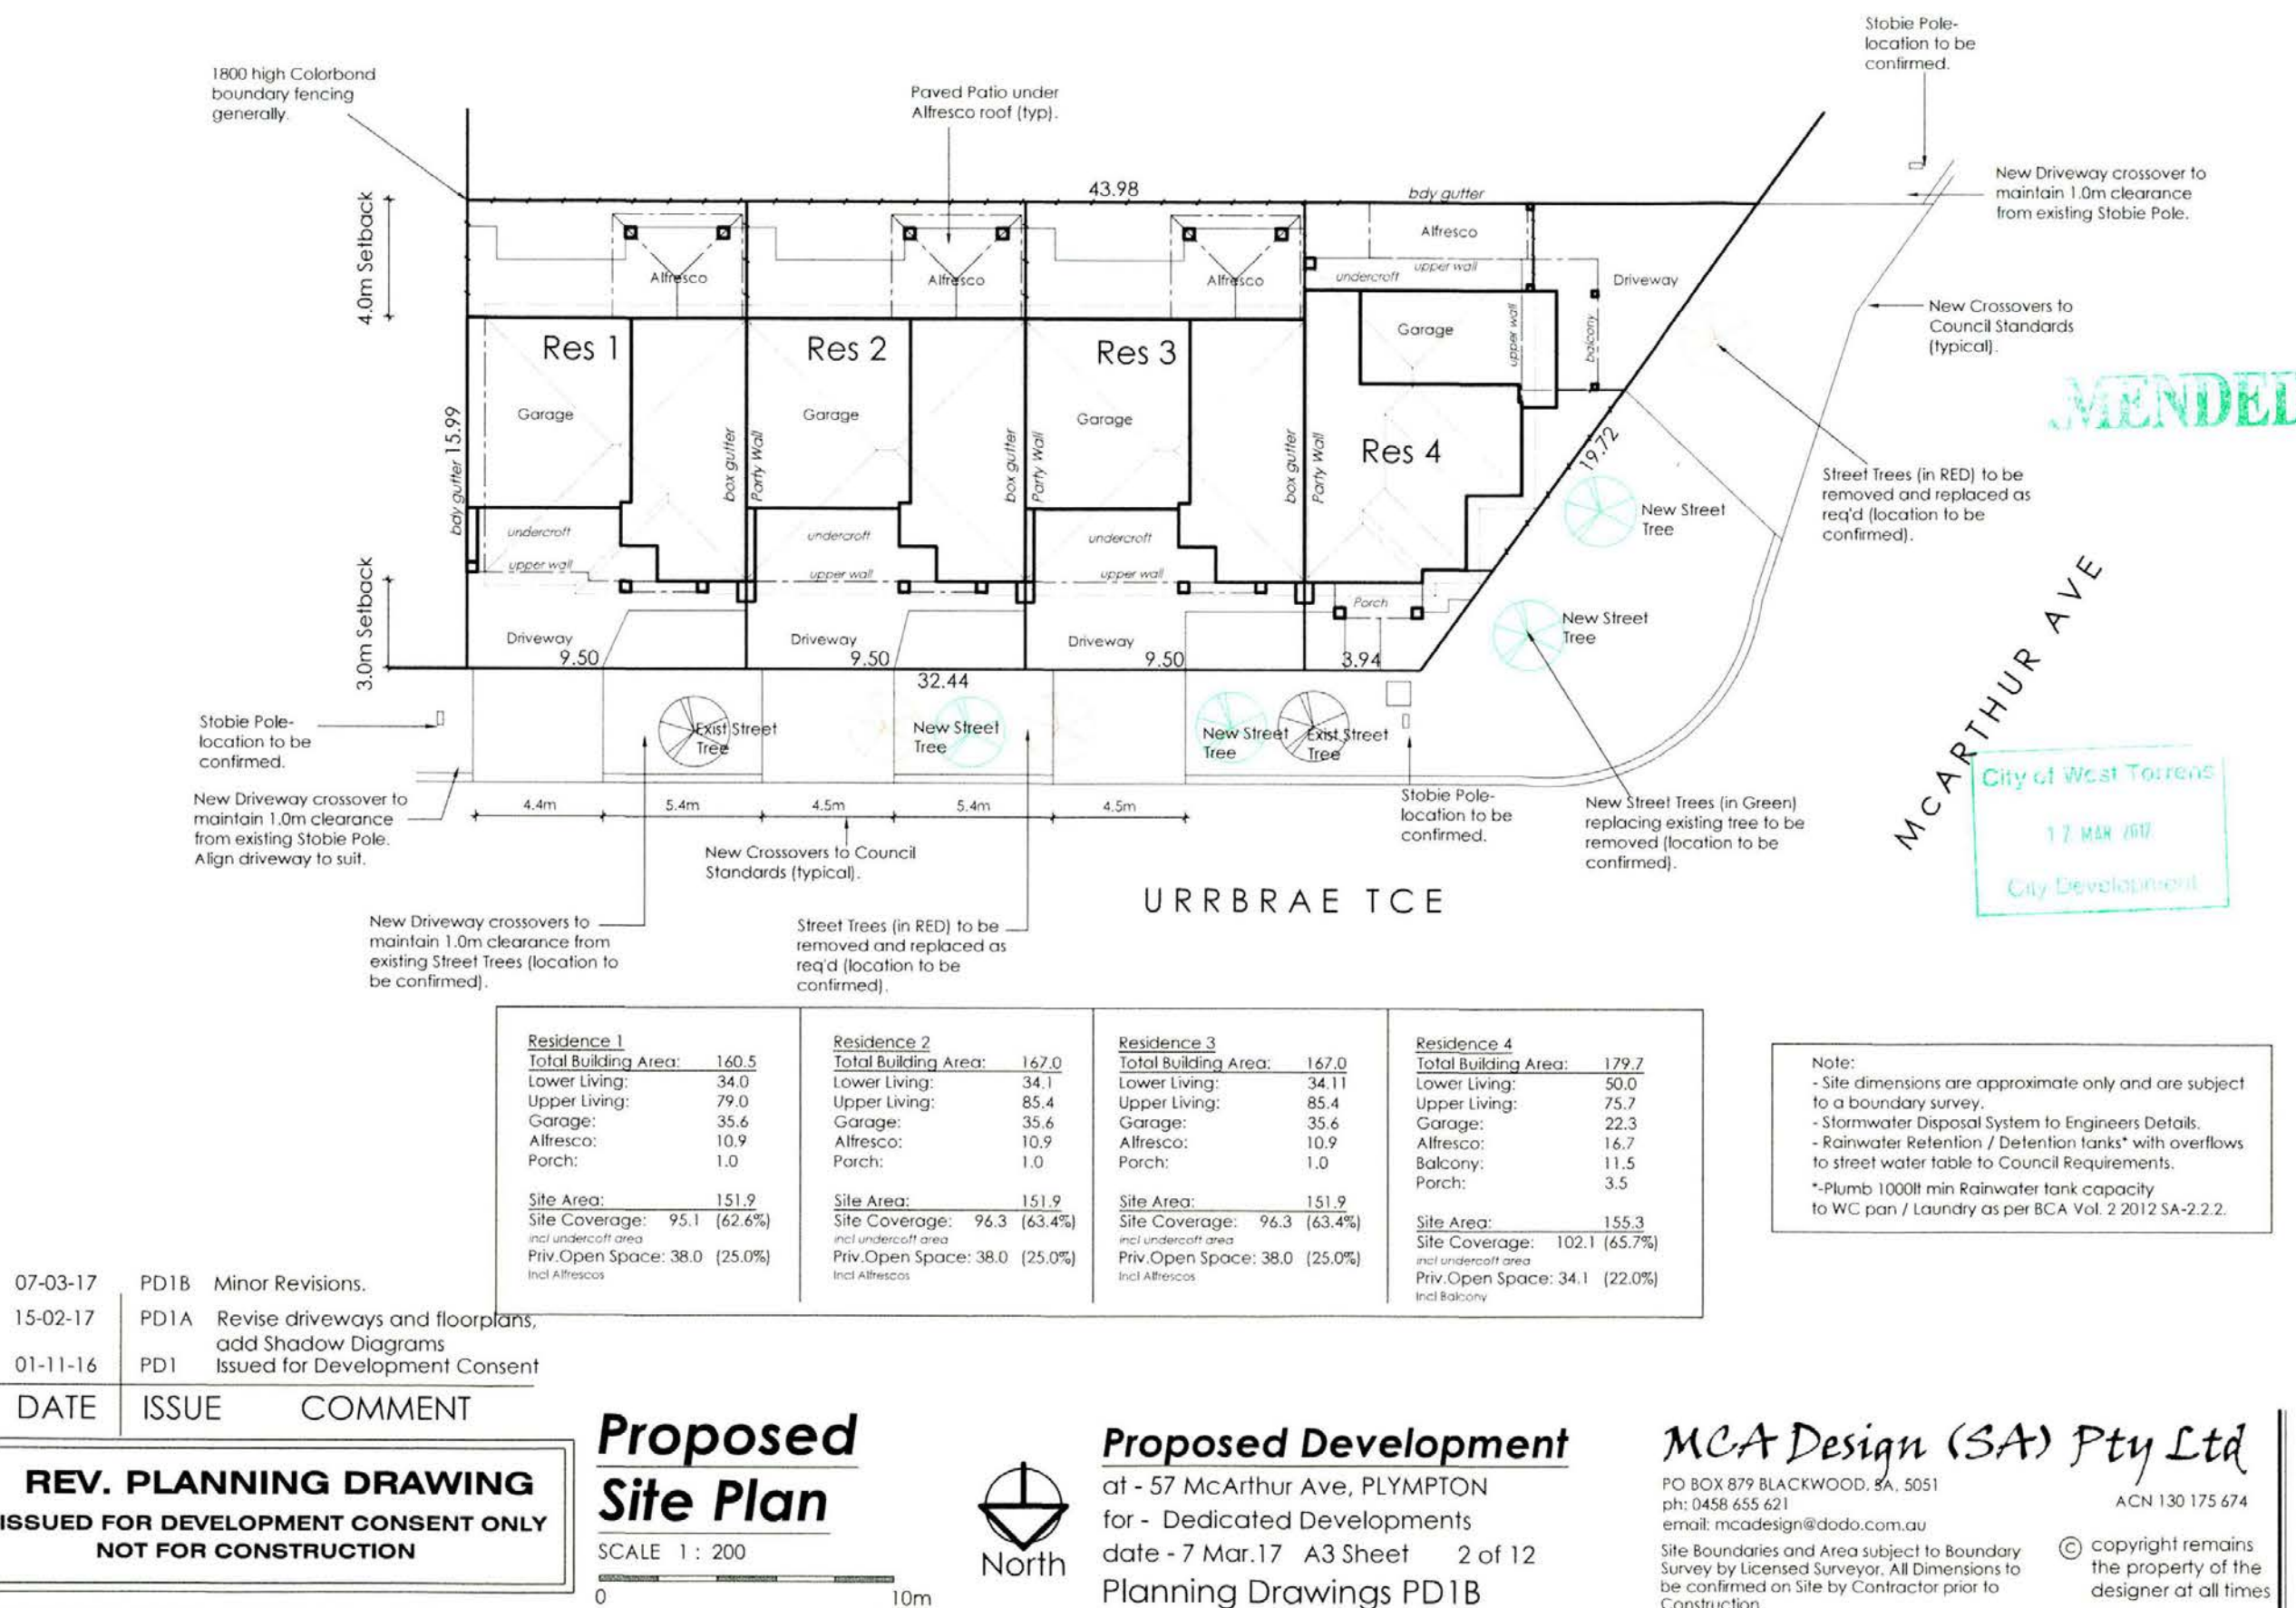 Stobie Pole-
location to be
confirmed.
1800 high Colorbond
boundary fencing
generally.
Paved Patio under
Alfresco roof (typ).
New Driveway crossover to
maintain 1.0m clearance
from existing Stobie Pole.
43.98
bdy gutter
4.0m Setback
Alfresco
Alfresco
Alfresco
Alfresco
undercroft
upper wall
Driveway
New Crossovers to
Council Standards
(typical).
Res 1
Res 2
Res 3
Garage
upper wall
balcony
MENDED
Garage
Garage
Garage
Res 4
bdy gutter 15.99
box gutter
Party Wall
box gutter
Party Wall
box gutter
Party Wall
19.72
Street Trees (in RED) to be
removed and replaced as
req'd (location to be
confirmed).
New Street
Tree
undercroft
upper wall
undercroft
upper wall
undercroft
upper wall
3.0m Setback
Porch
New Street
Tree
MCARTHUR AVE
Driveway
9.50
Driveway
9.50
Driveway
9.50
3.94
32.44
Stobie Pole-
location to be
confirmed.
Exist Street
Tree
New Street
Tree
New Street
Tree
Exist Street
Tree
New Driveway crossover to
maintain 1.0m clearance
from existing Stobie Pole.
Align driveway to suit.
4.4m
5.4m
4.5m
5.4m
4.5m
Stobie Pole-
location to be
confirmed.
New Street Trees (in Green)
replacing existing tree to be
removed (location to be
confirmed).
City of West Torrens
17 MAR 2017
City Development
New Crossovers to Council
Standards (typical).
URRBRAE TCE
New Driveway crossovers to
maintain 1.0m clearance from
existing Street Trees (location to
be confirmed).
Street Trees (in RED) to be
removed and replaced as
req'd (location to be
confirmed).
Residence 1
Total Building Area: 160.5
Lower Living: 34.0
Upper Living: 79.0
Garage: 35.6
Alfresco: 10.9
Porch: 1.0
Site Area: 151.9
Site Coverage: 95.1 (62.6%)
incl undercoft area
Priv.Open Space: 38.0 (25.0%)
Incl Alfrescos
Residence 2
Total Building Area: 167.0
Lower Living: 34.1
Upper Living: 85.4
Garage: 35.6
Alfresco: 10.9
Porch: 1.0
Site Area: 151.9
Site Coverage: 96.3 (63.4%)
incl undercoft area
Priv.Open Space: 38.0 (25.0%)
Incl Alfrescos
Residence 3
Total Building Area: 167.0
Lower Living: 34.11
Upper Living: 85.4
Garage: 35.6
Alfresco: 10.9
Porch: 1.0
Site Area: 151.9
Site Coverage: 96.3 (63.4%)
incl undercoft area
Priv.Open Space: 38.0 (25.0%)
Incl Alfrescos
Residence 4
Total Building Area: 179.7
Lower Living: 50.0
Upper Living: 75.7
Garage: 22.3
Alfresco: 16.7
Balcony: 11.5
Porch: 3.5
Site Area: 155.3
Site Coverage: 102.1 (65.7%)
incl undercoft area
Priv.Open Space: 34.1 (22.0%)
Incl Balcony
Note:
- Site dimensions are approximate only and are subject
to a boundary survey.
- Stormwater Disposal System to Engineers Details.
- Rainwater Retention / Detention tanks* with overflows
to street water table to Council Requirements.
*-Plumb 1000lt min Rainwater tank capacity
to WC pan / Laundry as per BCA Vol. 2 2012 SA-2.2.2.
07-03-17 PD1B Minor Revisions.
15-02-17 PD1A Revise driveways and floorplans,
add Shadow Diagrams
01-11-16 PD1 Issued for Development Consent
DATE ISSUE COMMENT
REV. PLANNING DRAWING
ISSUED FOR DEVELOPMENT CONSENT ONLY
NOT FOR CONSTRUCTION
Proposed
Site Plan
SCALE 1 : 200
0 10m
North
Proposed Development
at - 57 McArthur Ave, PLYMPTON
for - Dedicated Developments
date - 7 Mar.17 A3 Sheet 2 of 12
Planning Drawings PD1B
MCA Design (SA) Pty Ltd
PO BOX 879 BLACKWOOD. SA, 5051
ph: 0458 655 621
email: mcadesign@dodo.com.au
ACN 130 175 674
Site Boundaries and Area subject to Boundary
Survey by Licensed Surveyor. All Dimensions to
be confirmed on Site by Contractor prior to
Construction
© copyright remains
the property of the
designer at all times